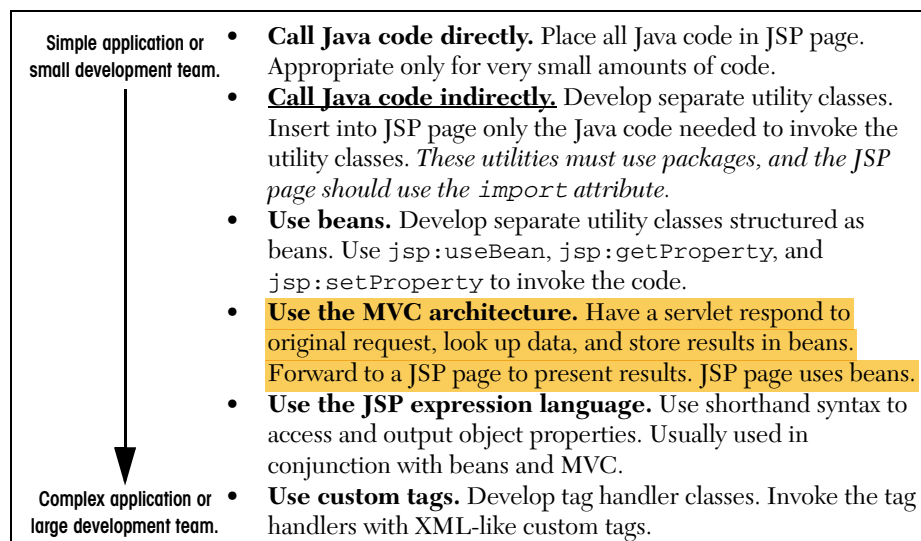 Simple application or
small development team.
• Call Java code directly. Place all Java code in JSP page.
Appropriate only for very small amounts of code.
• Call Java code indirectly. Develop separate utility classes.
Insert into JSP page only the Java code needed to invoke the
utility classes. These utilities must use packages, and the JSP
page should use the import attribute.
• Use beans. Develop separate utility classes structured as
beans. Use jsp:useBean, jsp:getProperty, and
jsp:setProperty to invoke the code.
• Use the MVC architecture. Have a servlet respond to
original request, look up data, and store results in beans.
Forward to a JSP page to present results. JSP page uses beans.
• Use the JSP expression language. Use shorthand syntax to
access and output object properties. Usually used in
conjunction with beans and MVC.
Complex application or
large development team.
• Use custom tags. Develop tag handler classes. Invoke the tag
handlers with XML-like custom tags.